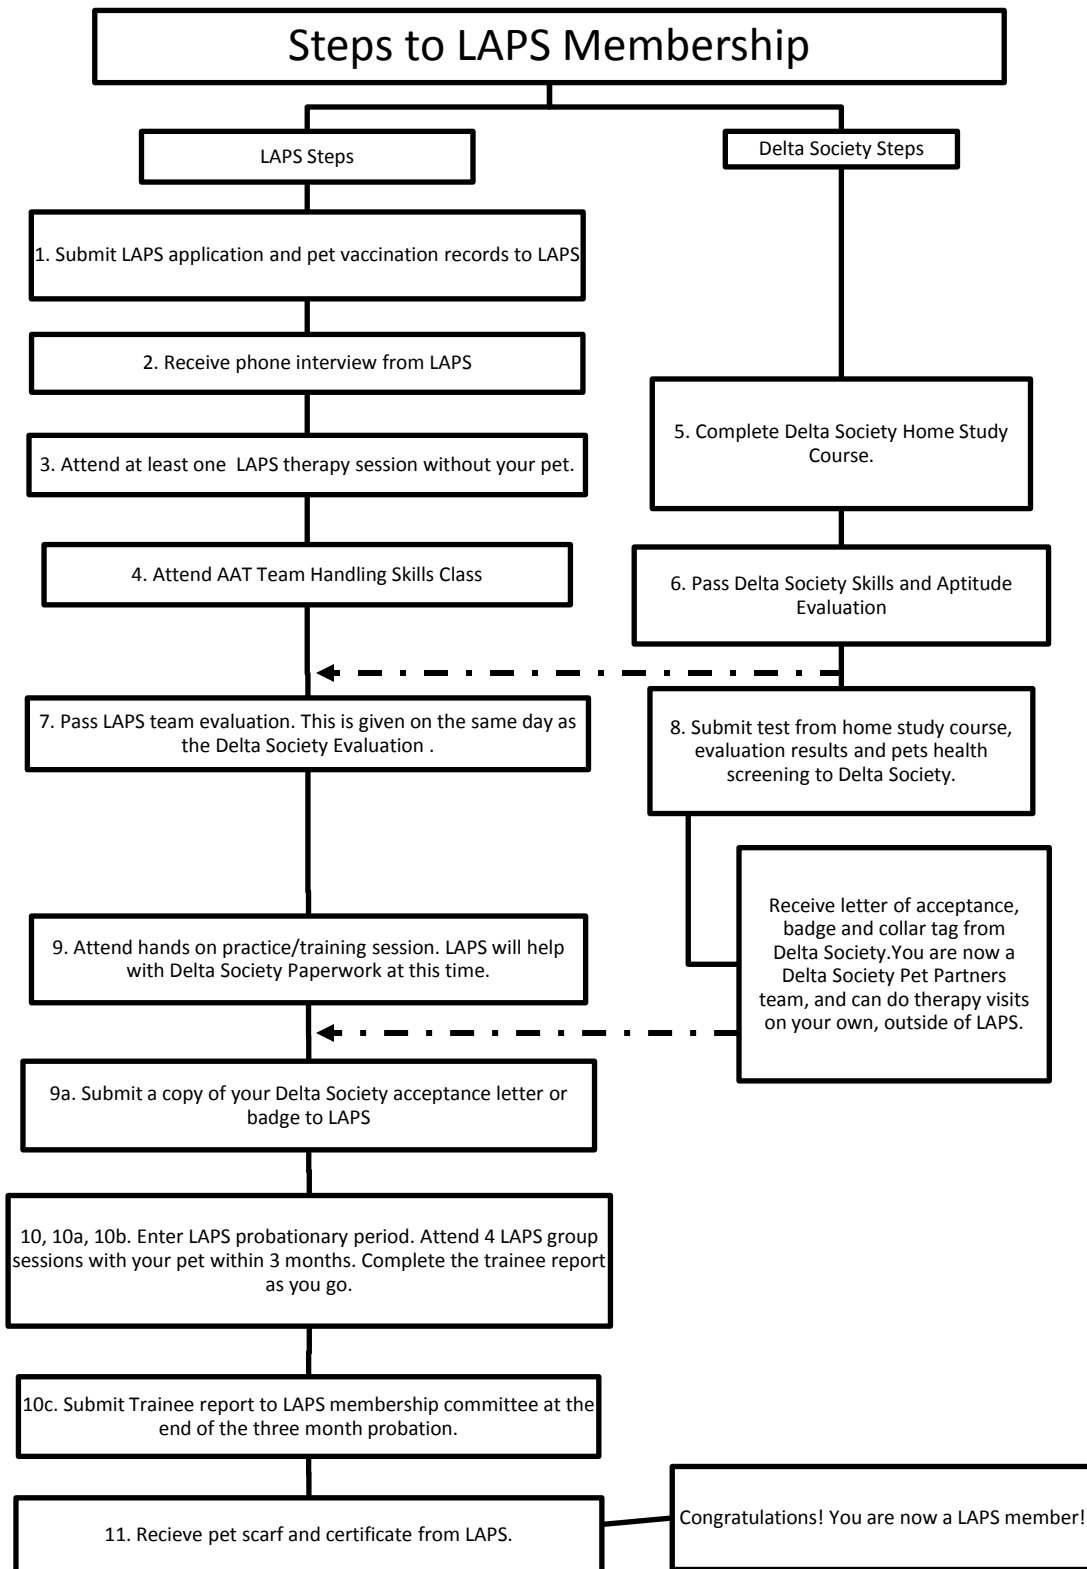 Steps to LAPS Membership
LAPS Steps
Delta Society Steps
1. Submit LAPS application and pet vaccination records to LAPS
2. Receive phone interview from LAPS
3. Attend at least one  LAPS therapy session without your pet.
4. Attend AAT Team Handling Skills Class
5. Complete Delta Society Home Study
Course.
6. Pass Delta Society Skills and Aptitude
Evaluation
7. Pass LAPS team evaluation. This is given on the same day as
the Delta Society Evaluation .
8. Submit test from home study course,
evaluation results and pets health
screening to Delta Society.
Receive letter of acceptance,
badge and collar tag from
Delta Society.You are now a
Delta Society Pet Partners
team, and can do therapy visits
on your own, outside of LAPS.
9. Attend hands on practice/training session. LAPS will help
with Delta Society Paperwork at this time.
9a. Submit a copy of your Delta Society acceptance letter or
badge to LAPS
10, 10a, 10b. Enter LAPS probationary period. Attend 4 LAPS group
sessions with your pet within 3 months. Complete the trainee report
as you go.
10c. Submit Trainee report to LAPS membership committee at the
end of the three month probation.
11. Recieve pet scarf and certificate from LAPS.
Congratulations! You are now a LAPS member!